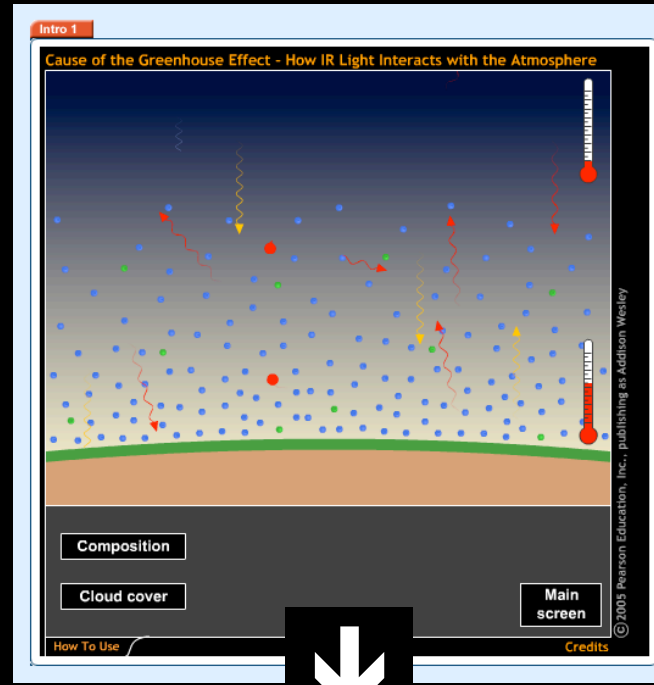 Intro 1
Cause of the Greenhouse Effect - How IR Light Interacts with the Atmosphere
©2005 Pearson Education, Inc., publishing as Addison Wesley
Composition
Cloud cover
Main
screen
How To Use
Credits